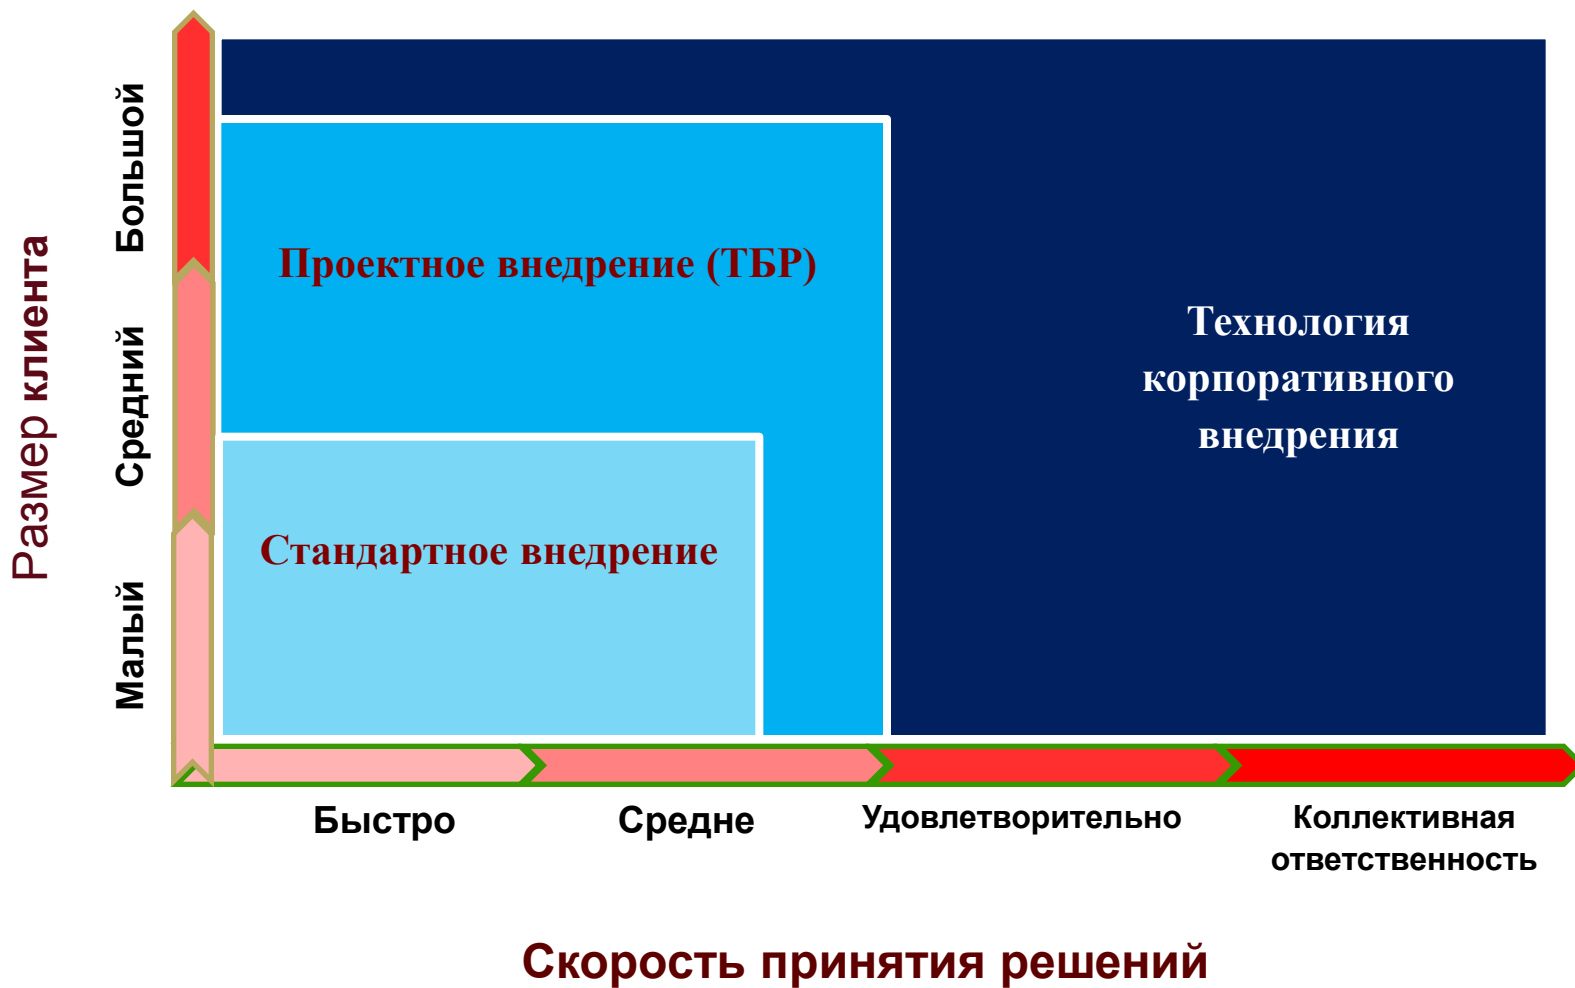 Размер клиента
Большой
Средний
Малый
Проектное внедрение (ТБР)
Стандартное внедрение
Технология
корпоративного
внедрения
Быстро
Средне
Удовлетворительно
Коллективная
ответственность
Скорость принятия решений